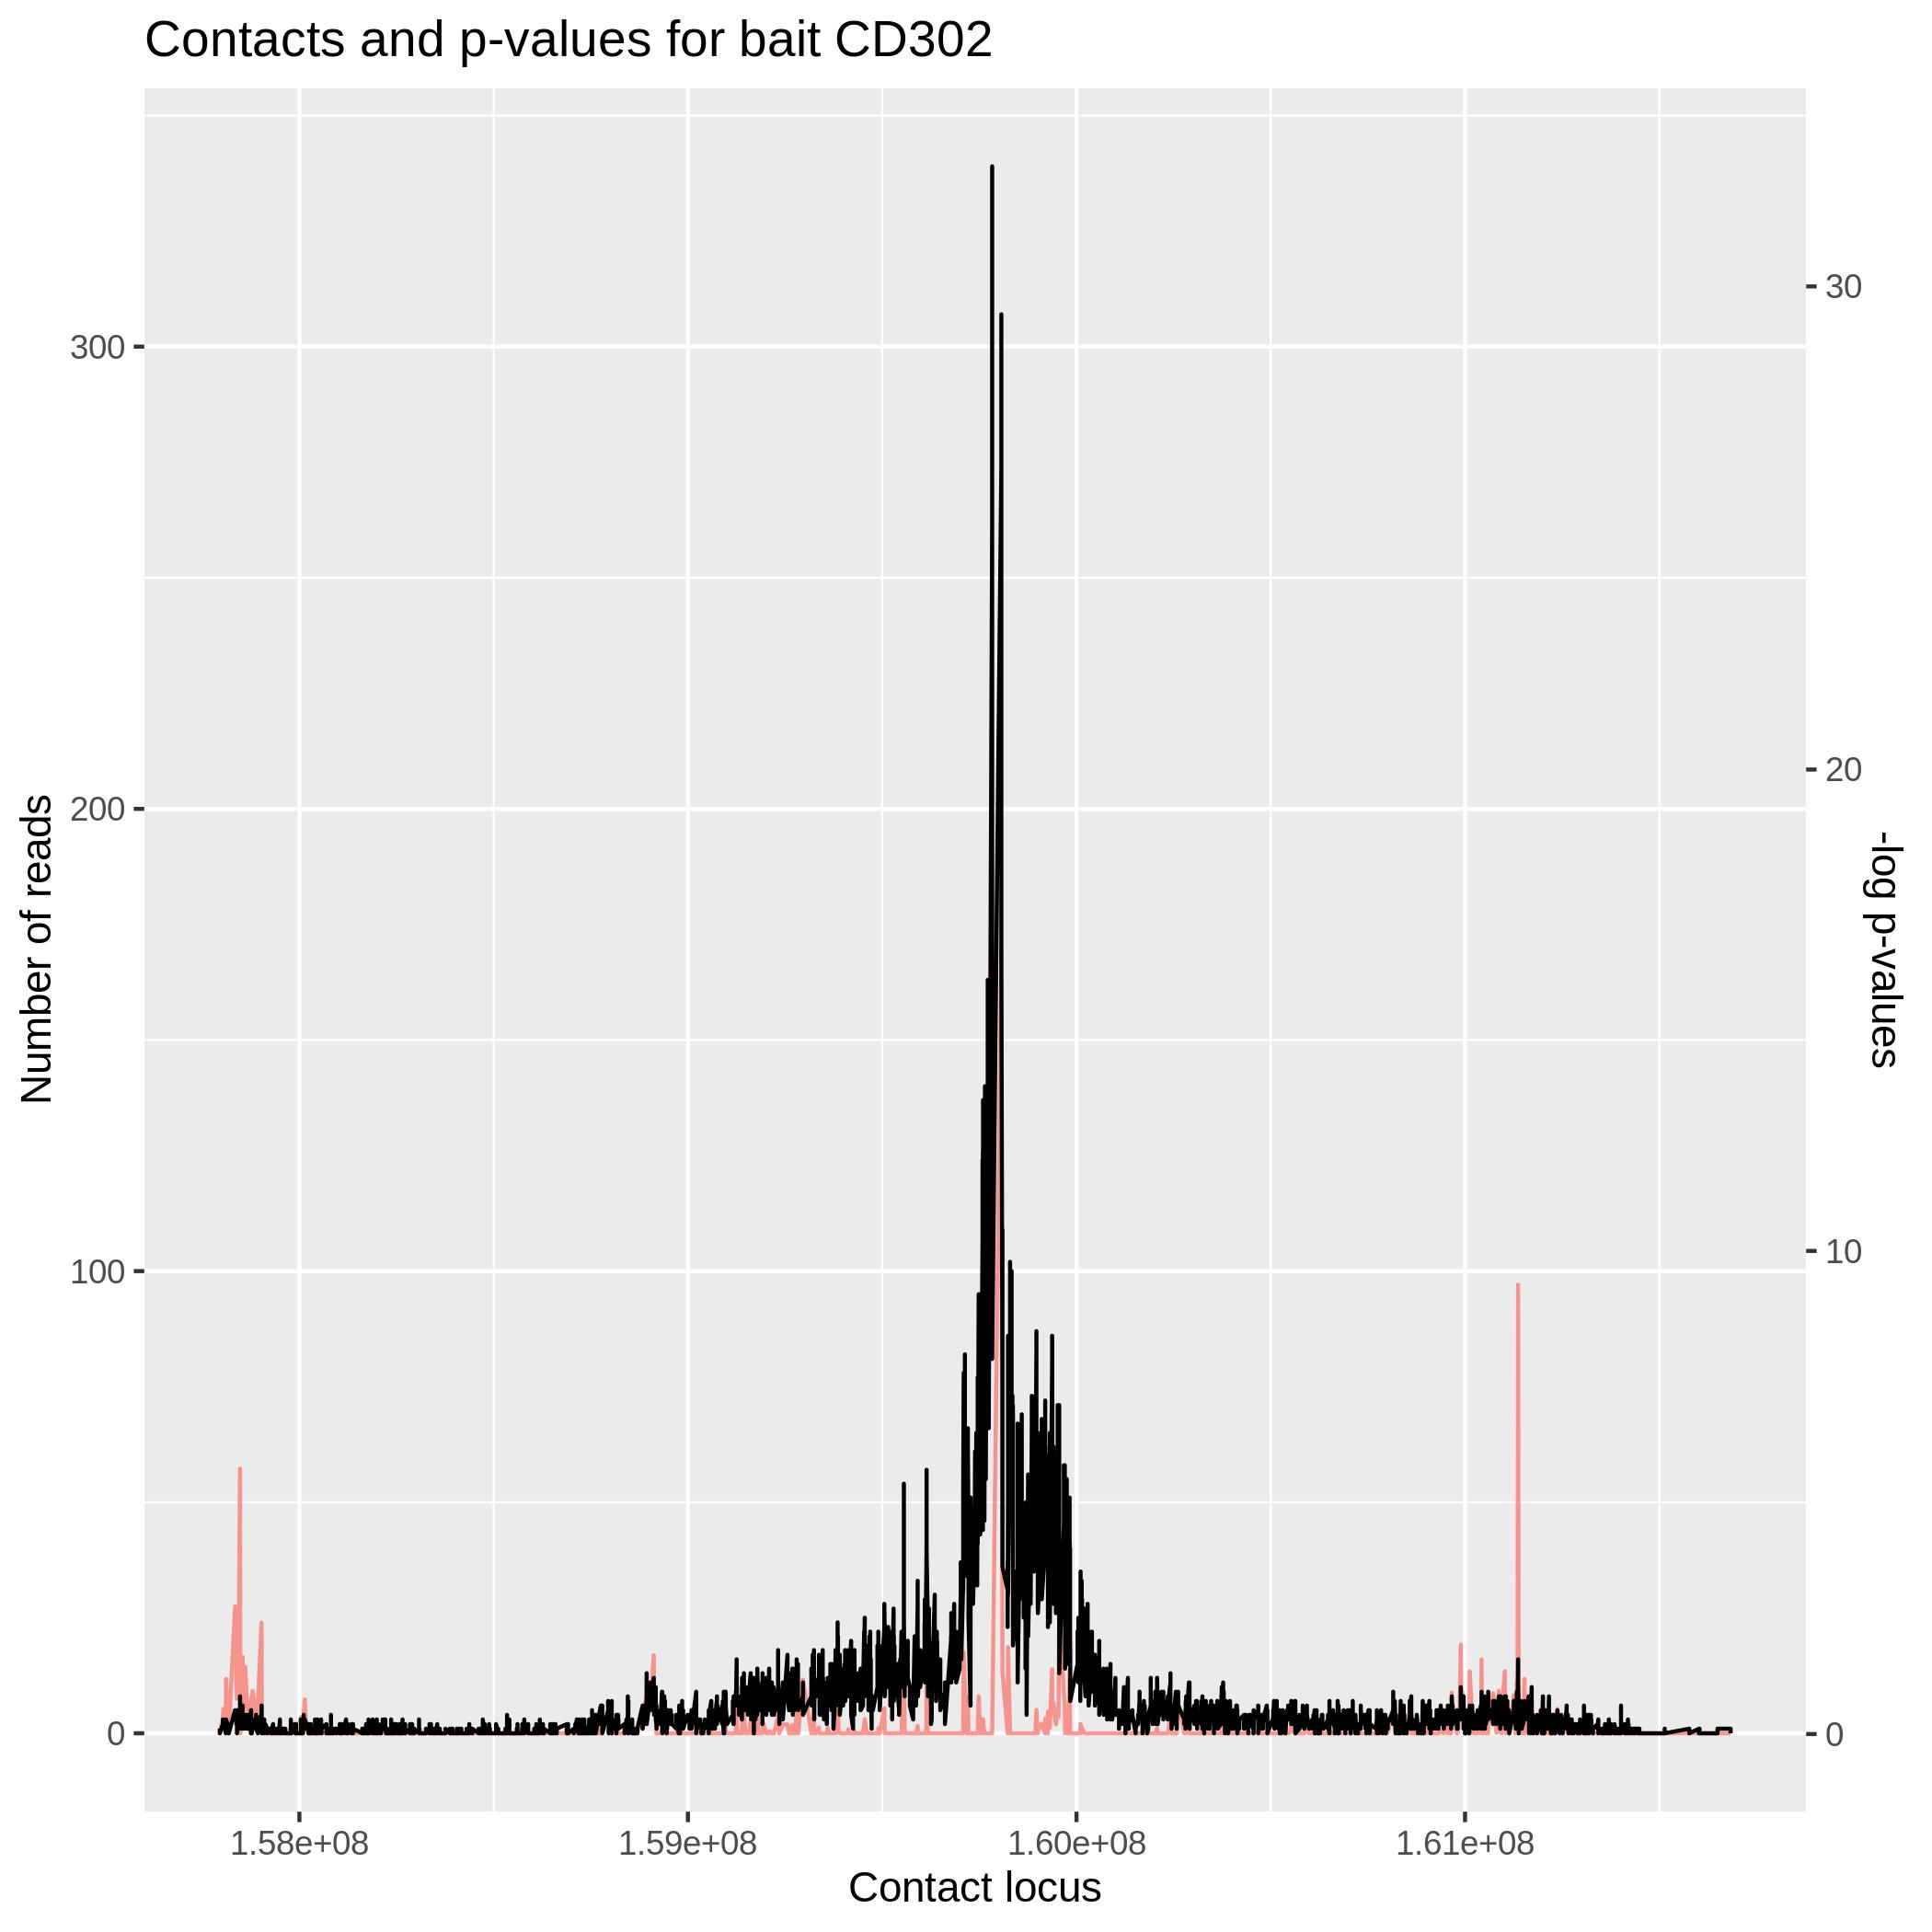 Contacts and p-values for bait CD302
Number of reads
300
200
100
0
30
20
10
0
-log p-values
1.58e+08
1.59e+08
1.60e+08
1.61e+08
Contact locus